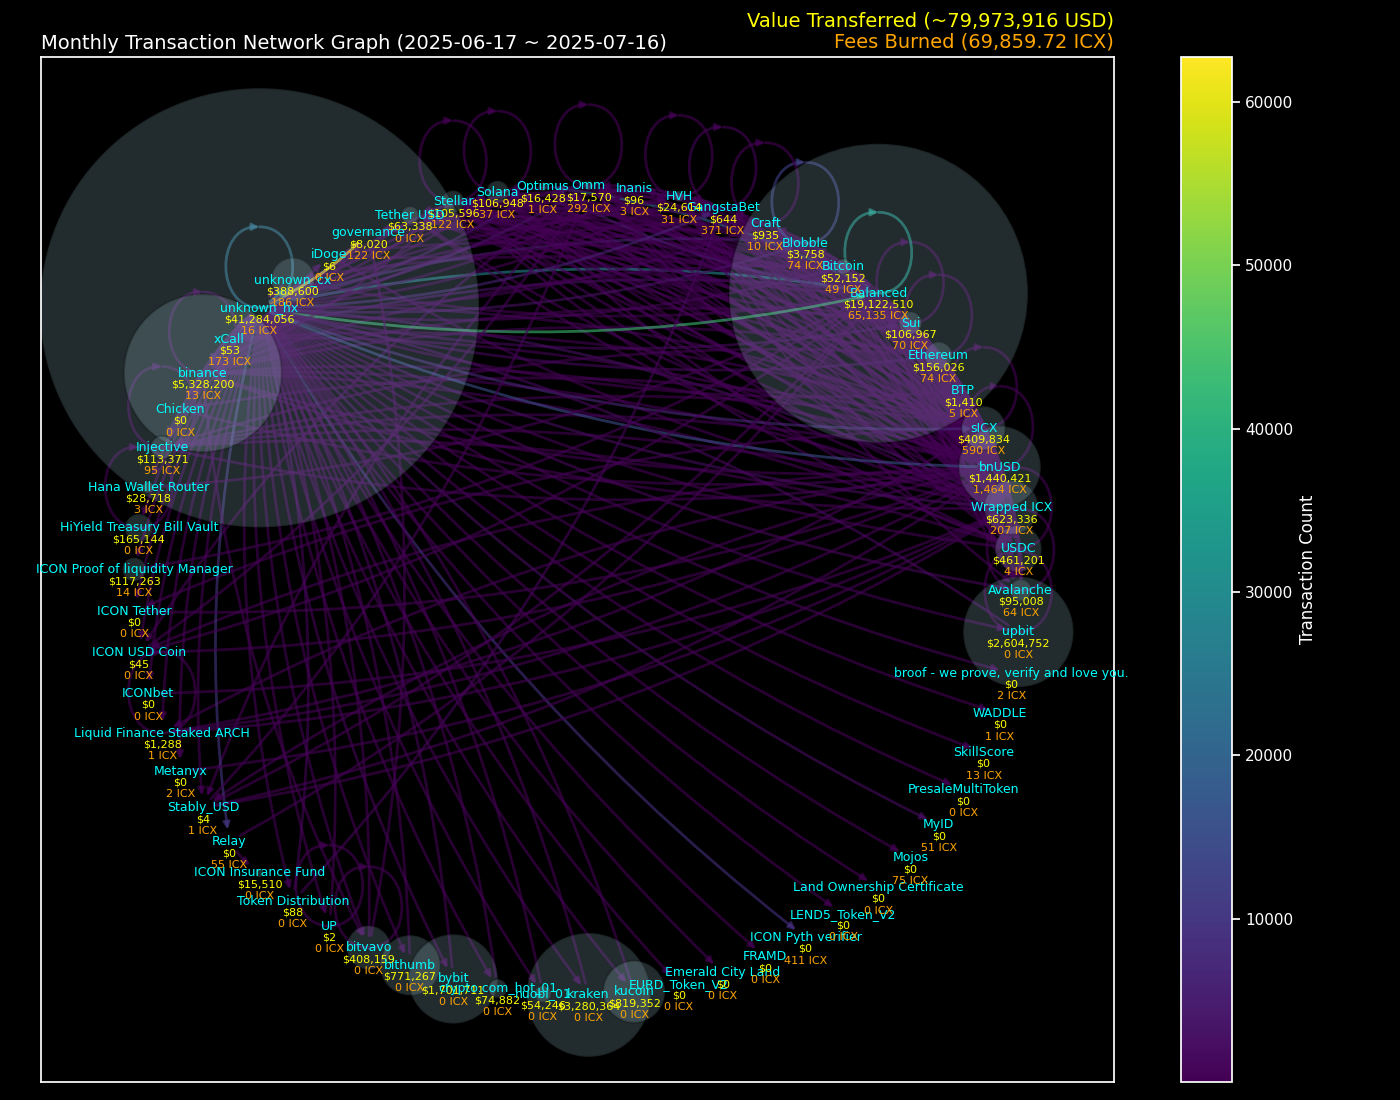 Value Transferred (~79,973,916 USD)
Monthly Transaction Network Graph (2025-06-17 ~ 2025-07-16)
Fees Burned (69,859.72 ICX)
Optimus
$16,428
1 ICX
Omm
$17,570
292 ICX
Inanis
$96
3 ICX
Solana
$106,948
37 ICX
HVH
$24,614
31 ICX
Stellar
$105,596
122 ICX
GangstaBet
$644
371 ICX
Tether USD
$63,338
0 ICX
Craft
$935
10 ICX
governance
$8,020
122 ICX
Blobble
$3,758
74 ICX
iDoge
$6
0 ICX
Bitcoin
$52,152
49 ICX
unknown_cx
$388,600
186 ICX
Balanced
$19,122,510
65,135 ICX
unknown_hx
$41,284,056
16 ICX
Sui
$106,967
70 ICX
xCall
$53
173 ICX
Ethereum
$156,026
74 ICX
binance
$5,328,200
13 ICX
BTP
$1,410
5 ICX
Chicken
$0
0 ICX
sICX
$409,834
590 ICX
Injective
$113,371
95 ICX
bnUSD
$1,440,421
1,464 ICX
Hana Wallet Router
$28,718
3 ICX
Wrapped ICX
$623,336
207 ICX
HiYield Treasury Bill Vault
$165,144
0 ICX
USDC
$461,201
4 ICX
ICON Proof of liquidity Manager
$117,263
14 ICX
Avalanche
$95,008
64 ICX
ICON Tether
$0
0 ICX
upbit
$2,604,752
0 ICX
ICON USD Coin
$45
0 ICX
broof - we prove, verify and love you.
$0
2 ICX
ICONbet
$0
0 ICX
WADDLE
$0
1 ICX
Liquid Finance Staked ARCH
$1,288
1 ICX
SkillScore
$0
13 ICX
Metanyx
$0
2 ICX
PresaleMultiToken
$0
0 ICX
Stably_USD
$4
1 ICX
MyID
$0
51 ICX
Relay
$0
55 ICX
Mojos
$0
75 ICX
ICON Insurance Fund
$15,510
0 ICX
Land Ownership Certificate
$0
0 ICX
Token Distribution
$88
0 ICX
LEND5_Token_V2
$0
0 ICX
UP
$2
0 ICX
ICON Pyth verifier
$0
411 ICX
bitvavo
$408,159
0 ICX
FRAMD
$0
0 ICX
bithumb
$771,267
0 ICX
Emerald City Land
$0
0 ICX
bybit
0 ICX
EURD_Token_V2
$0
0 ICX
crypto.com_hot_01
$74,882
0 ICX
$54,246
0 ICX
kraken
$3,280,364
0 ICX
kucoin
$819,352
0 ICX
60000
50000
40000
30000
20000
10000
Transaction Count